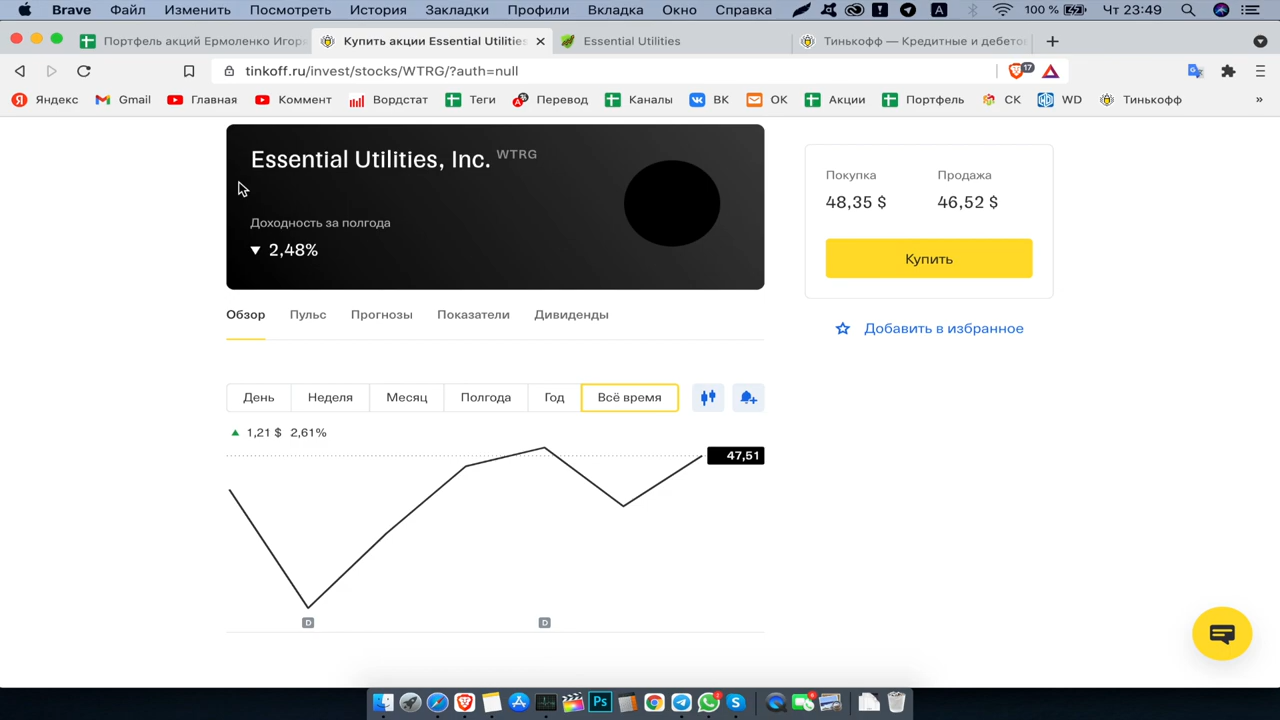 Brave Файл Изменить Посмотреть История Закладки Профили Вкладка Окно Справка А 100 % Чт 23:49
Портфель акций Ермоленко Игоря Купить акции Essential Utilities Essential Utilities Тинькофф — Кредитные и дебето
tinkoff.ru/invest/stocks/WTRG/?auth=null 17
Яндекс Gmail Главная Коммент Вордстат Теги Перевод Каналы ВК ОК Акции Портфель СК WD Тинькофф »
Essential Utilities, Inc. WTRG
Доходность за полгода
2,48%
Покупка Продажа
48,35 $ 46,52 $
Купить
Добавить в избранное
Обзор Пульс Прогнозы Показатели Дивиденды
День Неделя Месяц Полгода Год Всё время
1,21 $ 2,61%
47,51
D D
Ps